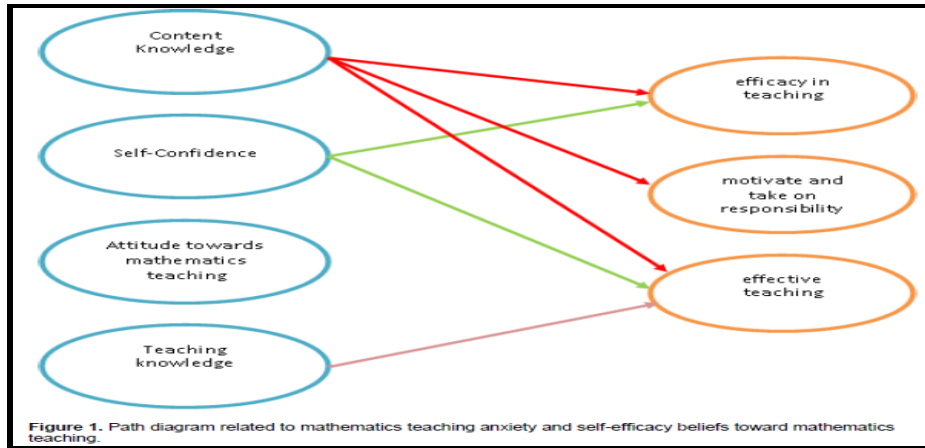 Content
Knowledge
efficacy in
teaching
Self-Confidence
motivate and
take on
responsibility
Attitude towards
mathematics
teaching
effective
teaching
Teaching
knowledge
Figure 1. Path diagram related to mathematics teaching anxiety and self-efficacy beliefs toward mathematics
teaching.